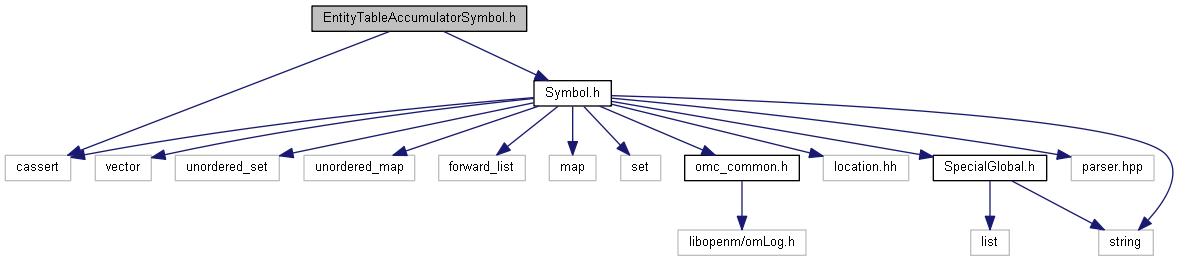 EntityTableAccumulatorSymbol.h
Symbol.h
cassert
vector
unordered_set
unordered_map
forward_list
map
set
omc_common.h
location.hh
SpecialGlobal.h
parser.hpp
libopenm/omLog.h
list
string